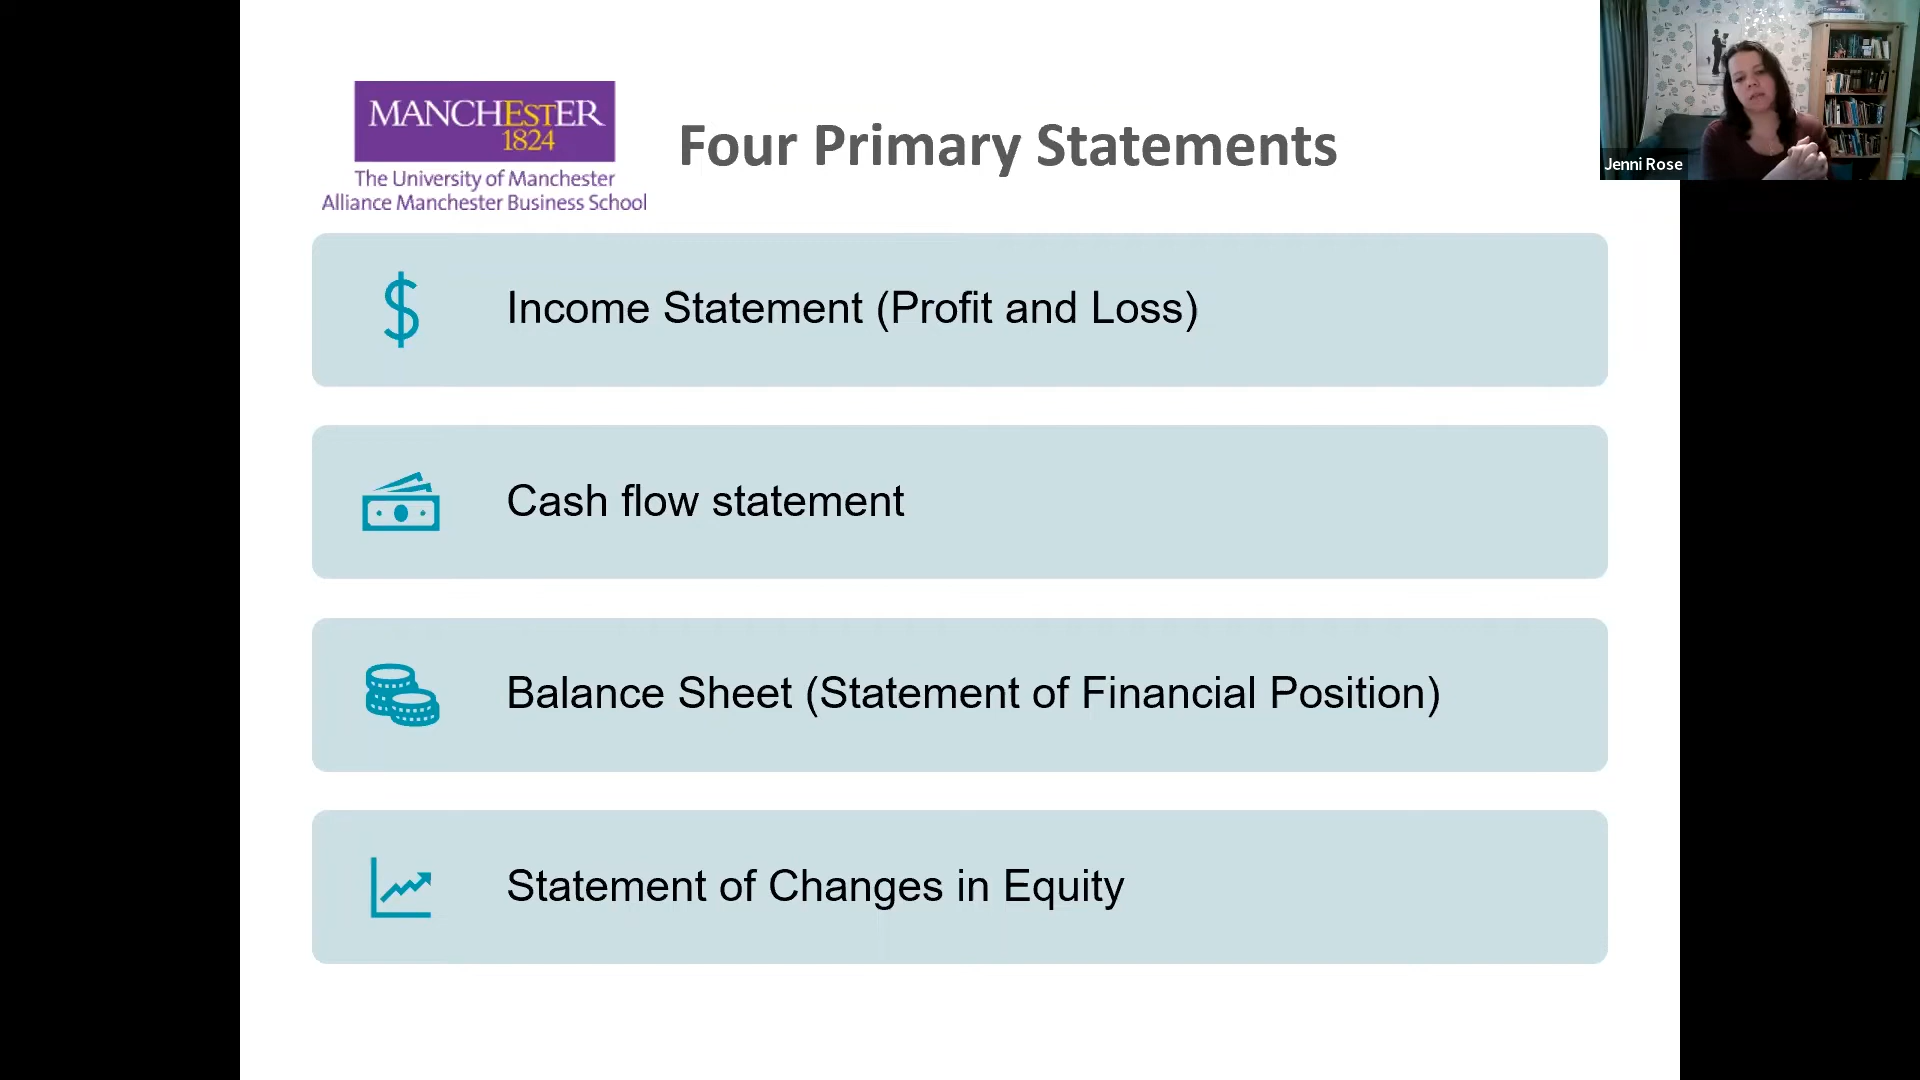 MANCHESTER
1824
The University of Manchester
Alliance Manchester Business School
Four Primary Statements
Jenni Rose
Income Statement (Profit and Loss)
Cash flow statement
Balance Sheet (Statement of Financial Position)
Statement of Changes in Equity